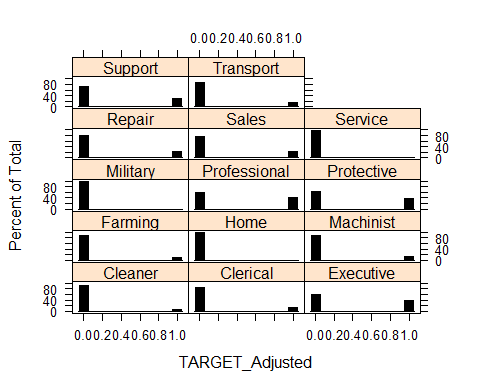 0.00.20.40.60.81.0
Support Transport
80
40
0
Repair Sales Service
80
40
0
Military Professional Protective
80
40
0
Farming Home Machinist
80
40
0
Cleaner Clerical Executive
80
40
0
0.00.20.40.60.81.0 0.00.20.40.60.81.0
TARGET_Adjusted
Percent of Total